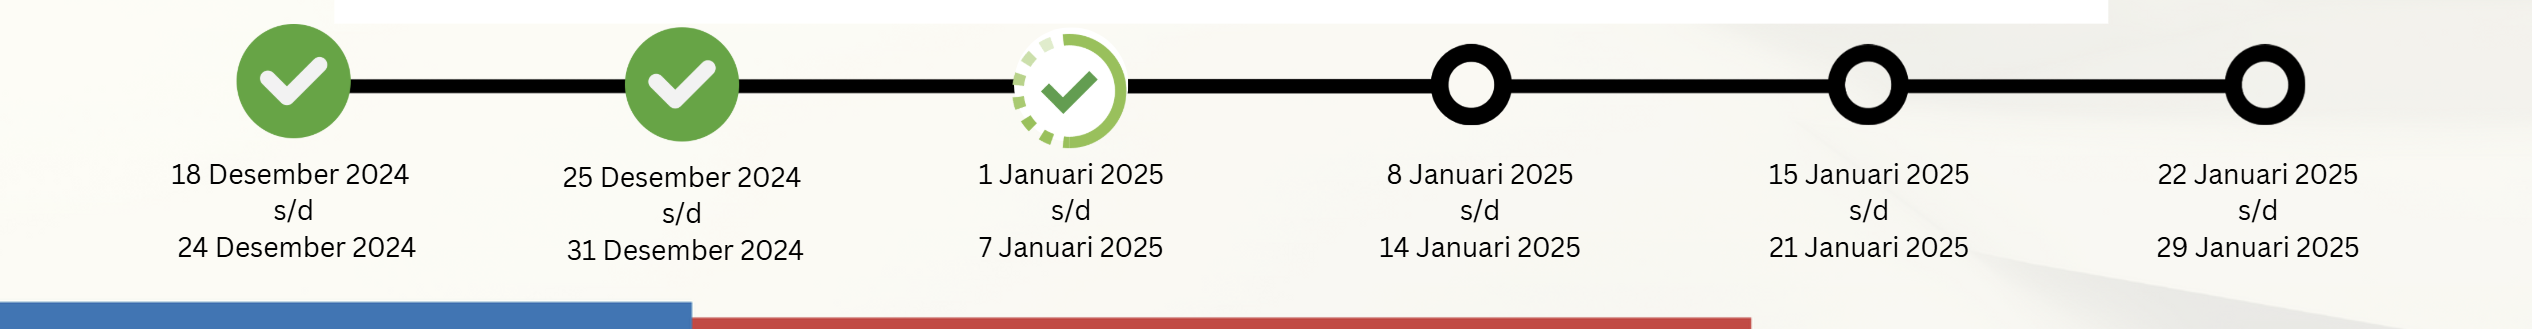 18 Desember 2024
s/d
24 Desember 2024
25 Desember 2024
s/d
31 Desember 2024
1 Januari 2025
s/d
7 Januari 2025
8 Januari 2025
s/d
14 Januari 2025
15 Januari 2025
s/d
21 Januari 2025
22 Januari 2025
s/d
29 Januari 2025